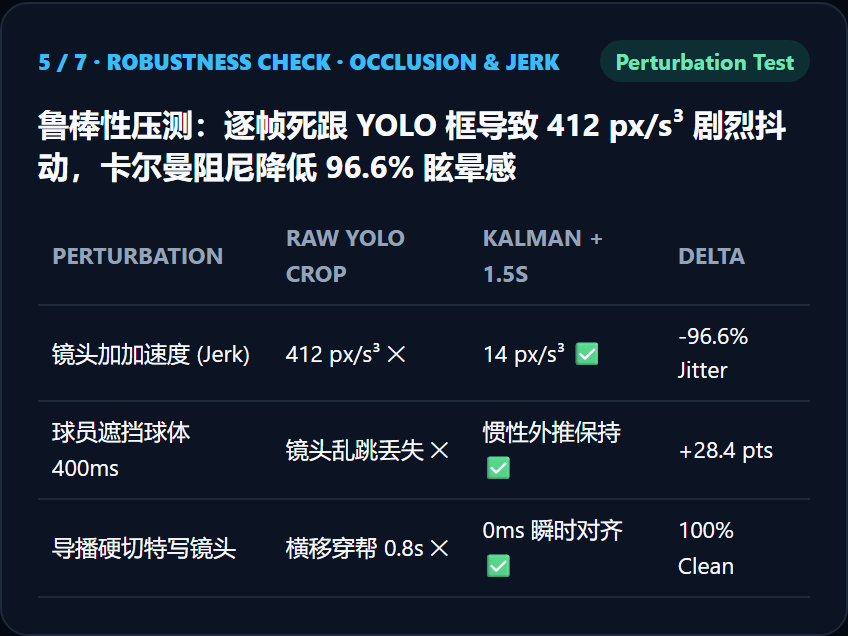 5 / 7 · ROBUSTNESS CHECK · OCCLUSION & JERK
Perturbation Test
鲁棒性压测：逐帧死跟 YOLO 框导致 412 px/s³ 剧烈抖
动，卡尔曼阻尼降低 96.6% 眩晕感
PERTURBATION
RAW YOLO
CROP
KALMAN +
1.5S
DELTA
镜头加加速度 (Jerk)
412 px/s³ ✕
14 px/s³ ✅
-96.6%
Jitter
球员遮挡球体
400ms
镜头乱跳丢失 ✕
惯性外推保持
✅
+28.4 pts
导播硬切特写镜头
横移穿帮 0.8s ✕
0ms 瞬时对齐
✅
100%
Clean